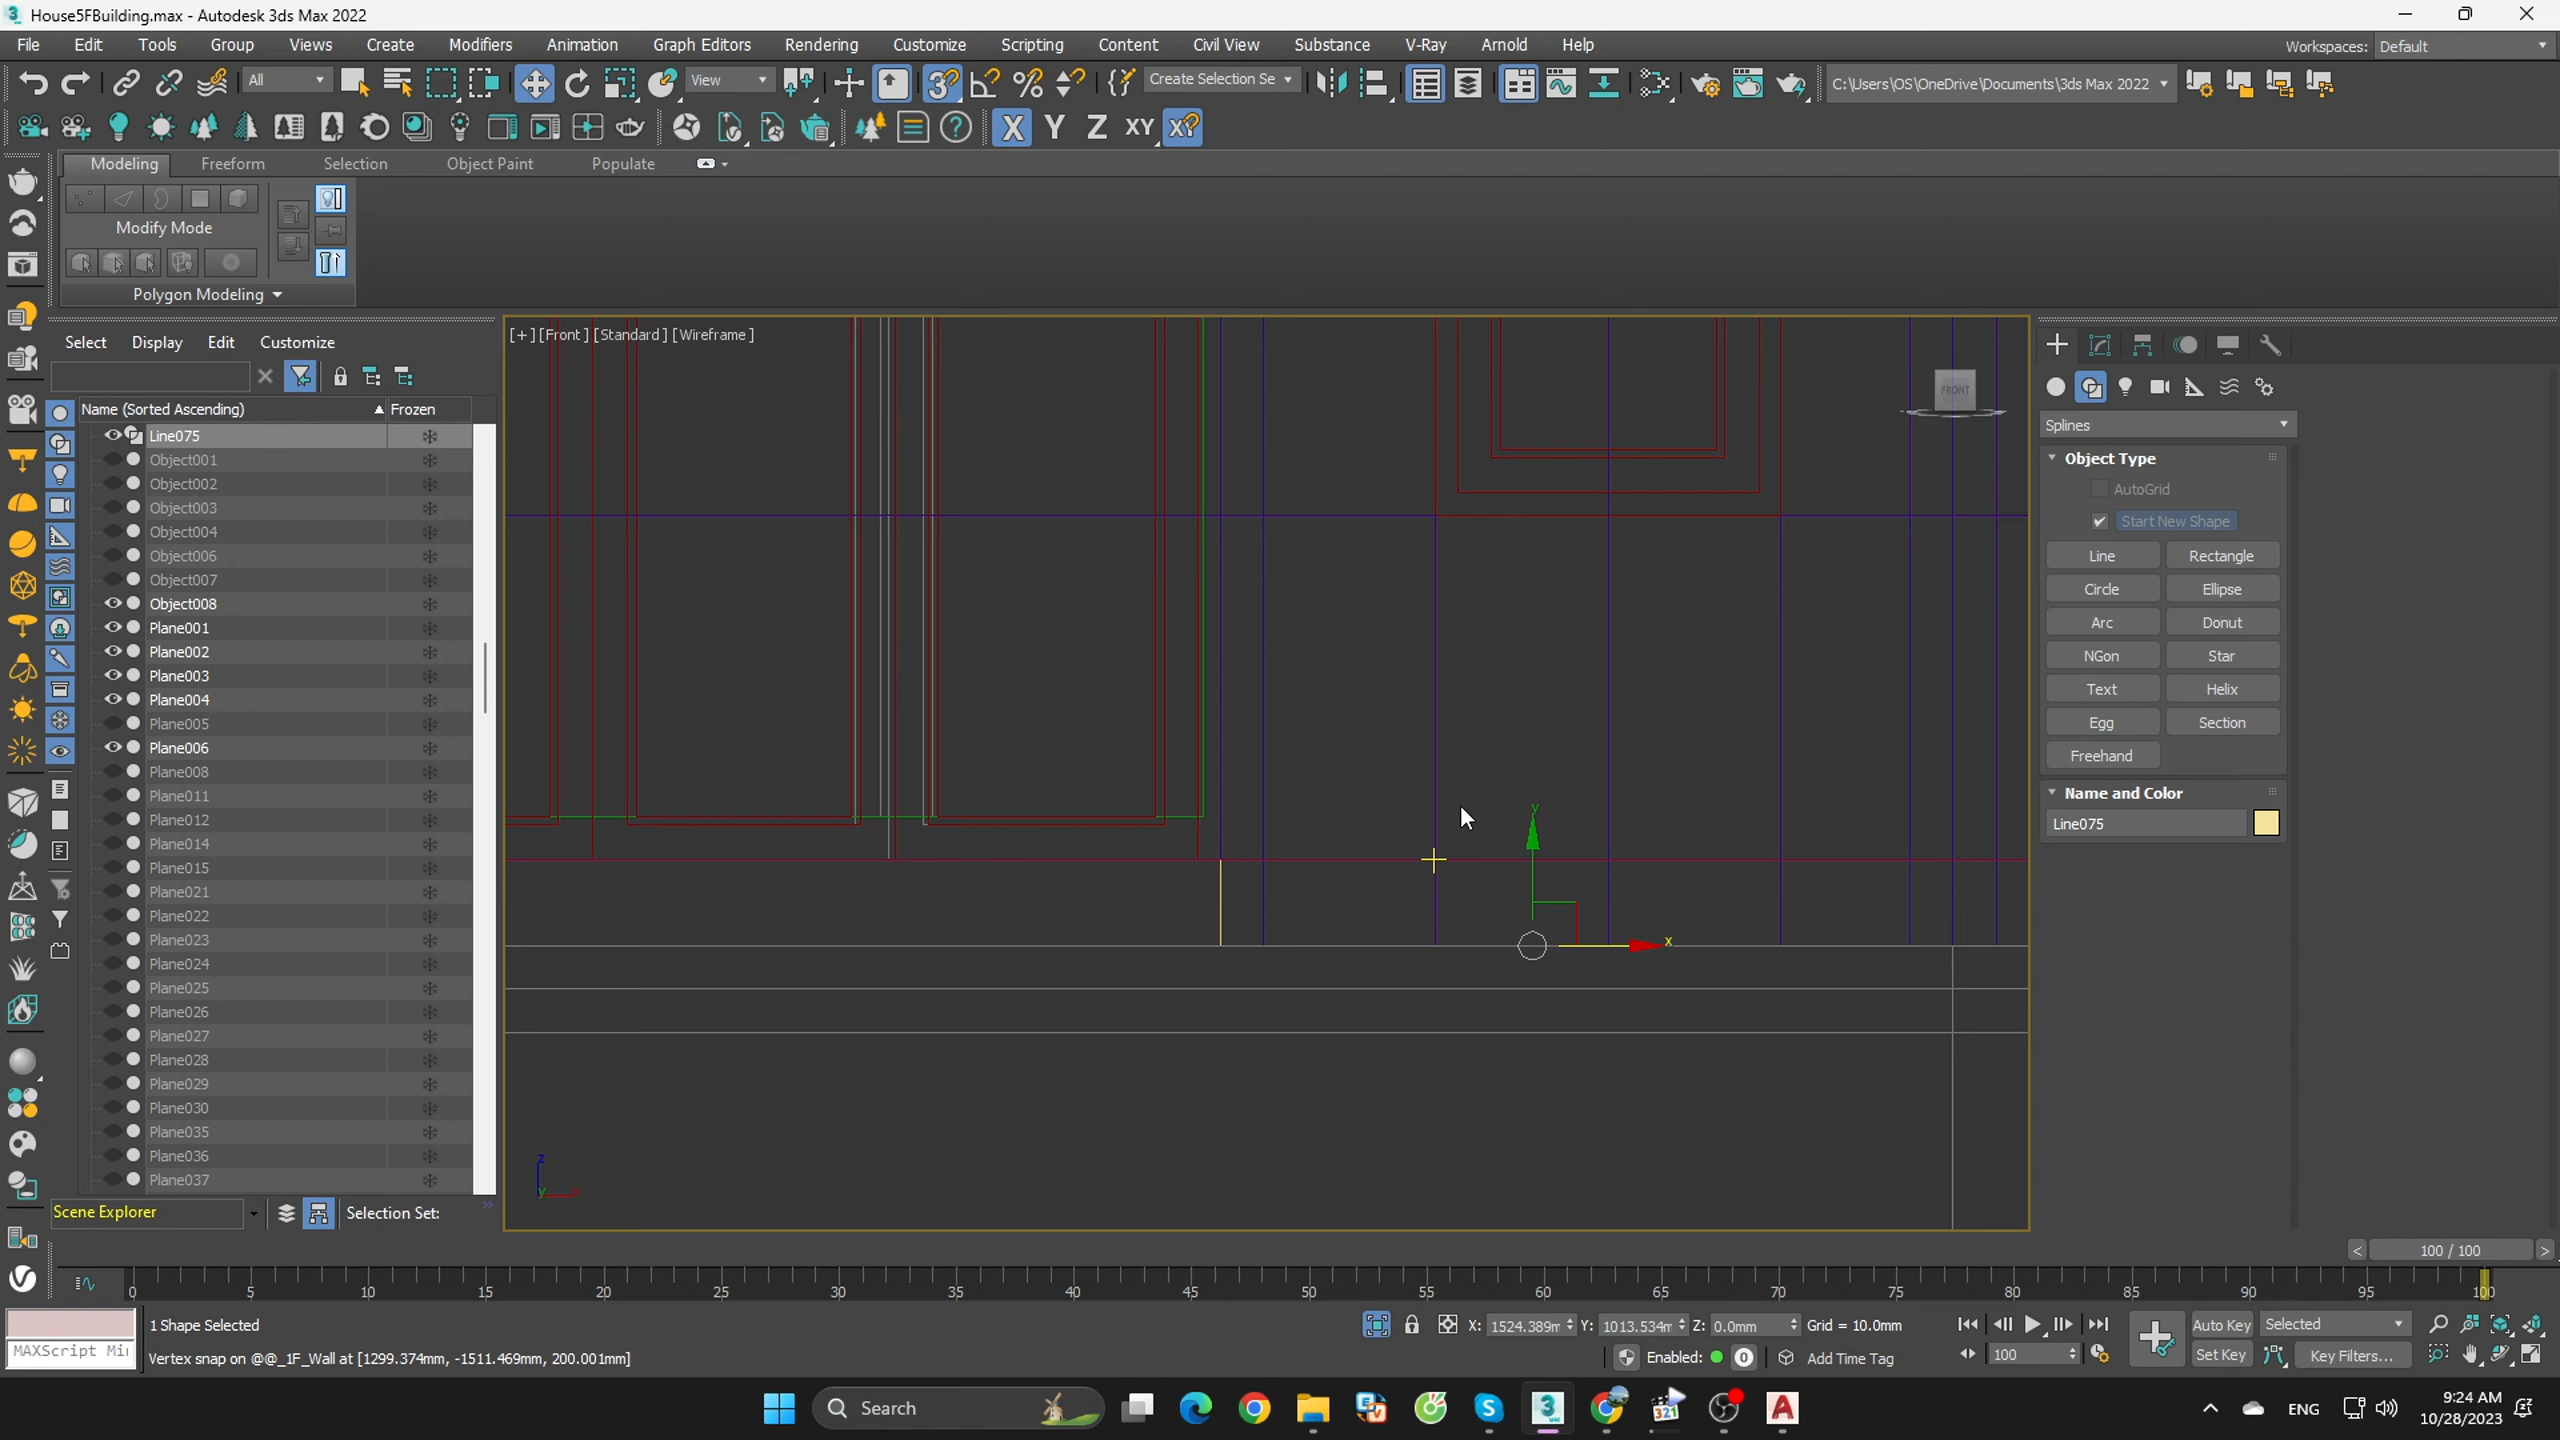 3 House5FBuilding.max - Autodesk 3ds Max 2022
File Edit Tools Group Views Create Modifiers Animation Graph Editors Rendering Customize Scripting Content Civil View Substance V-Ray Arnold Help Workspaces: Default
All View Create Selection Se C:\Users\OS\OneDrive\Documents\3ds Max 2022
X Y Z XY XY
Modeling Freeform Selection Object Paint Populate
Modify Mode
Polygon Modeling
Select Display Edit Customize
Name (Sorted Ascending) Frozen
Line075
Object001
Object002
Object003
Object004
Object006
Object007
Object008
Plane001
Plane002
Plane003
Plane004
Plane005
Plane006
Plane008
Plane011
Plane012
Plane014
Plane015
Plane021
Plane022
Plane023
Plane024
Plane025
Plane026
Plane027
Plane028
Plane029
Plane030
Plane035
Plane036
Plane037
Scene Explorer Selection Set:
[+] [Front ] [Standard ] [Wireframe ]
FRONT
y
x
z
y
Splines
Object Type
AutoGrid
Start New Shape
Line Rectangle
Circle Ellipse
Arc Donut
NGon Star
Text Helix
Egg Section
Freehand
Name and Color
Line075
< 100 / 100 >
0 5 10 15 20 25 30 35 40 45 50 55 60 65 70 75 80 85 90 95 100
1 Shape Selected
X: 1524.389m Y: 1013.534m Z: 0.0mm Grid = 10.0mm
Auto Key Selected
MAXScript Mi
Vertex snap on @@_1F_Wall at [1299.374mm, -1511.469mm, 200.001mm]
Enabled: 0 Add Time Tag
100
Set Key Key Filters...
Search
ENG
9:24 AM
10/28/2023